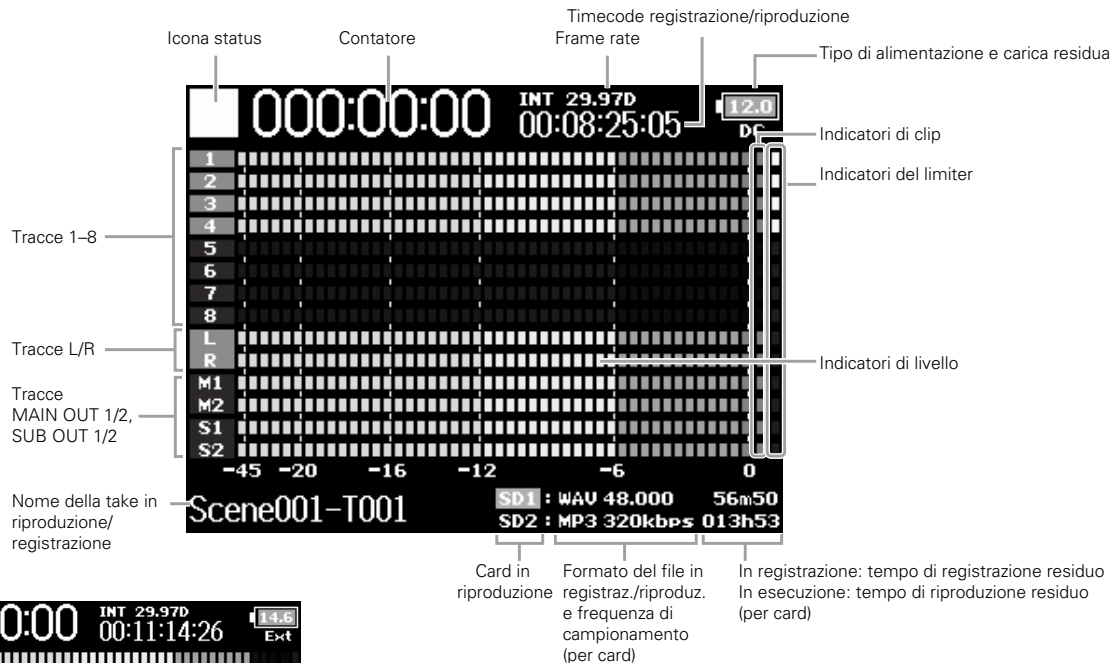 Timecode registrazione/riproduzione
Icona status
Contatore
Frame rate
Tipo di alimentazione e carica residua
000:00:00
INT 29.97D
00:08:25:05
12.0
DC
Indicatori di clip
Indicatori del limiter
1
2
3
4
5
6
7
8
Tracce 1–8
L
R
Tracce L/R
Indicatori di livello
M1
M2
S1
S2
Tracce
MAIN OUT 1/2,
SUB OUT 1/2
-45 -20 -16 -12 -6 0
Nome della take in
riproduzione/
registrazione
Scene001-T001
SD1 : WAV 48.000 56m50
SD2 : MP3 320kbps 013h53
Card in
riproduzione
Formato del file in
registraz./riproduz.
e frequenza di
campionamento
(per card)
In registrazione: tempo di registrazione residuo
In esecuzione: tempo di riproduzione residuo
(per card)
0:00
INT 29.97D
00:11:14:26
14.6
Ext